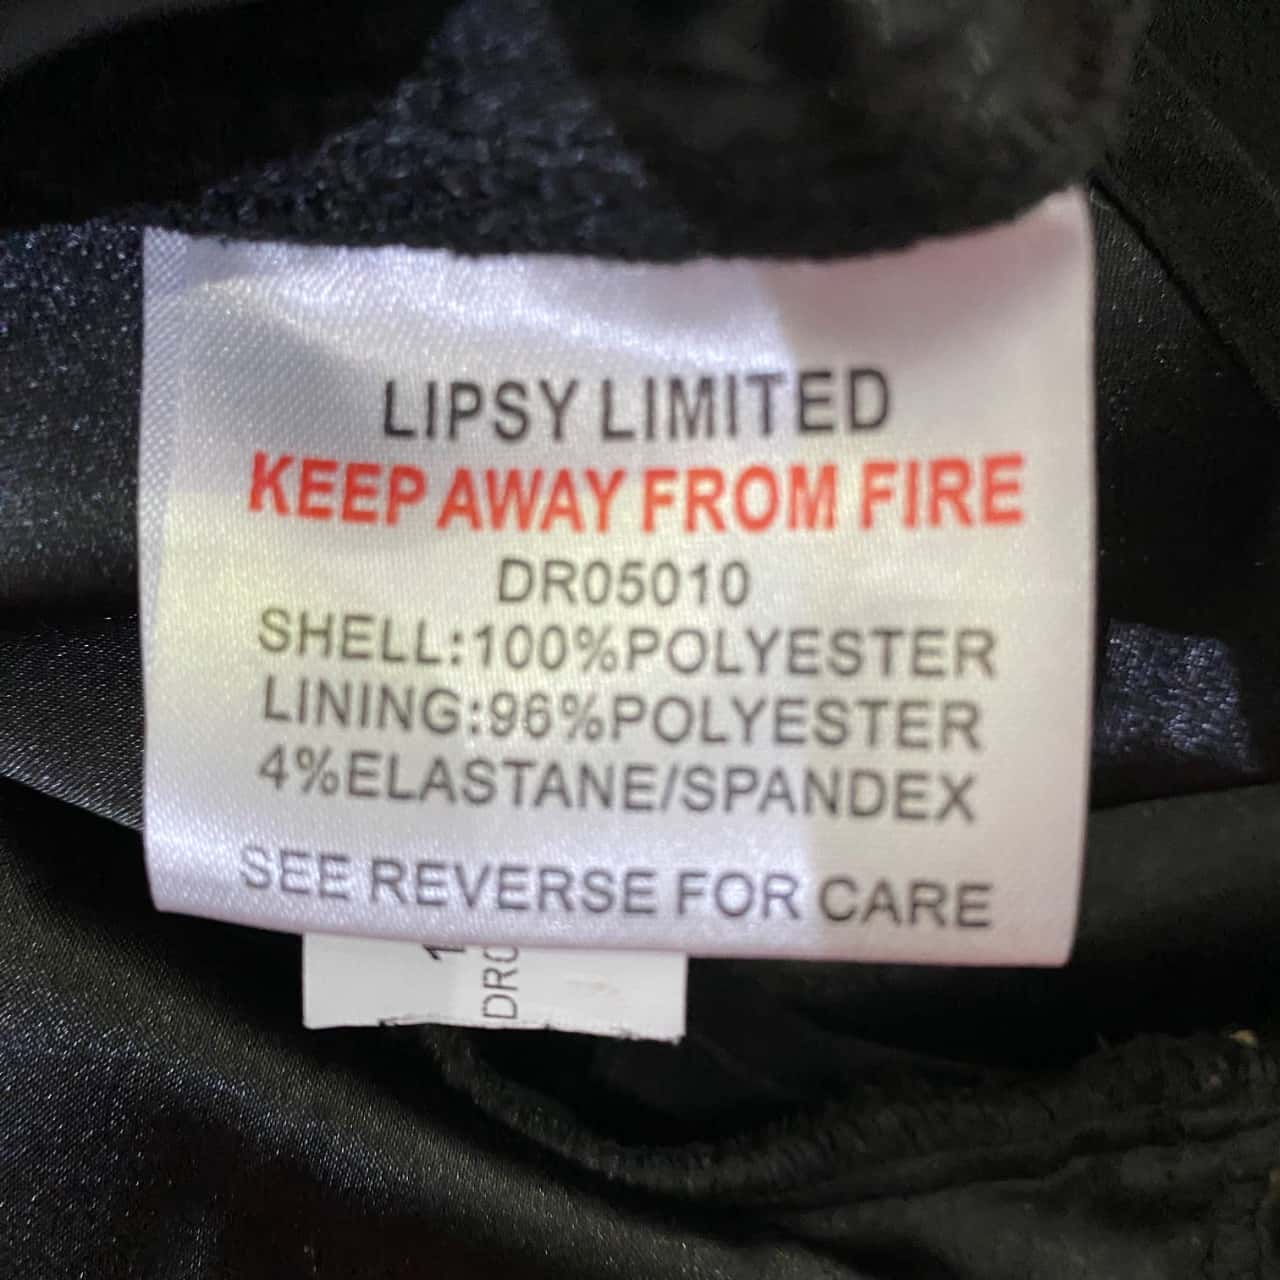 LIPSY LIMITED
KEEP AWAY FROM FIRE
DR05010
SHELL:100%POLYESTER
LINING:96%POLYESTER
4%ELASTANE/SPANDEX
SEE REVERSE FOR CARE